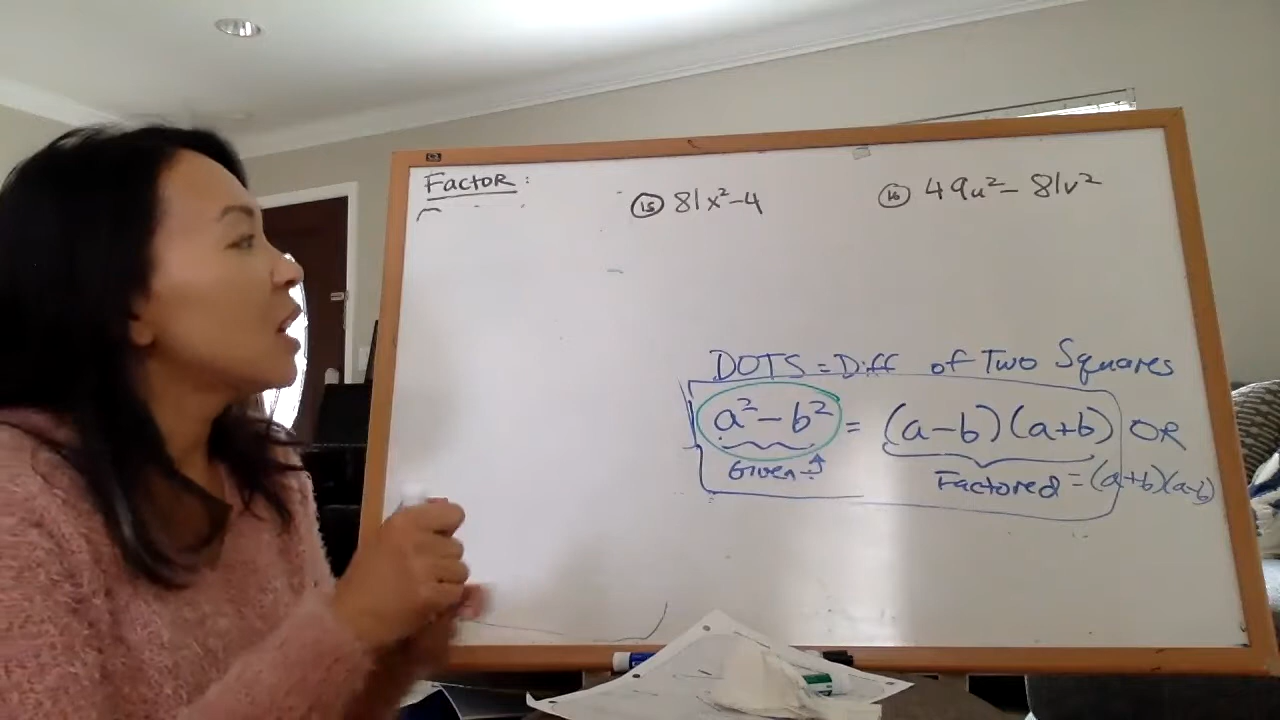 Factor:
⑮ 81x²-4
⑯ 49u² - 81v²
DOTS = Diff of Two Squares
a² - b² = (a-b)(a+b) OR
Given
Factored = (a+b)(a-b)